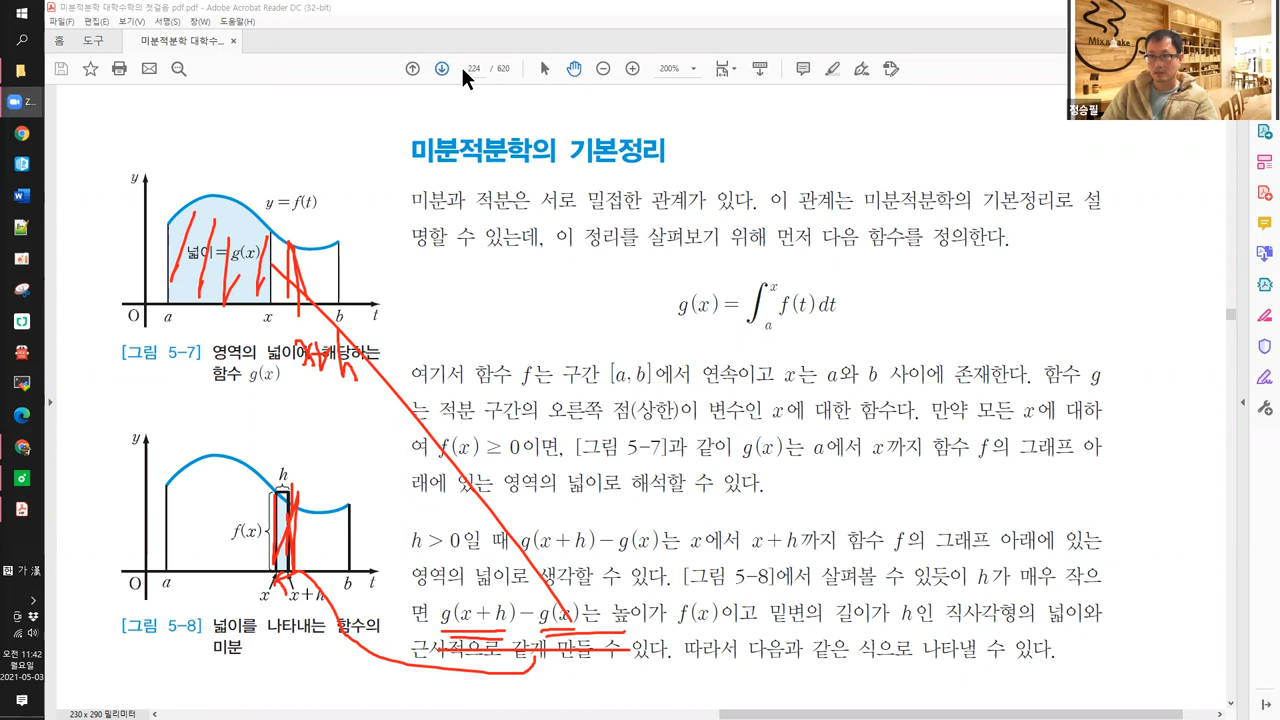 미분적분학 대학수학의 첫걸음 pdf.pdf - Adobe Acrobat Reader DC (32-bit)
파일(F) 편집(E) 보기(V) 서명(S) 창(W) 도움말(H)
홈 도구 미분적분학 대학수... ×
224 / 620 200%
Mix&Bake
정승필
Z...
미분적분학의 기본정리
미분과 적분은 서로 밀접한 관계가 있다. 이 관계는 미분적분학의 기본정리로 설
명할 수 있는데, 이 정리를 살펴보기 위해 먼저 다음 함수를 정의한다.
g(x) = ∫_a^x f(t) dt
여기서 함수 f는 구간 [a, b]에서 연속이고 x는 a와 b 사이에 존재한다. 함수 g
는 적분 구간의 오른쪽 점(상한)이 변수인 x에 대한 함수다. 만약 모든 x에 대하
여 f(x) ≥ 0이면, [그림 5-7]과 같이 g(x)는 a에서 x까지 함수 f의 그래프 아
래에 있는 영역의 넓이로 해석할 수 있다.
h > 0일 때 g(x+h) - g(x)는 x에서 x+h까지 함수 f의 그래프 아래에 있는
영역의 넓이로 생각할 수 있다. [그림 5-8]에서 살펴볼 수 있듯이 h가 매우 작으
면 g(x+h) - g(x)는 높이가 f(x)이고 밑변의 길이가 h인 직사각형의 넓이와
근사적으로 같게 만들 수 있다. 따라서 다음과 같은 식으로 나타낼 수 있다.
y
y = f(t)
넓이 = g(x)
O a x b t
x+h
[그림 5-7] 영역의 넓이에 해당하는
함수 g(x)
y
h
f(x)
O a x x+h b t
[그림 5-8] 넓이를 나타내는 함수의
미분
한 가 漢
오전 11:42
월요일
2021-05-03
230 x 290 밀리미터